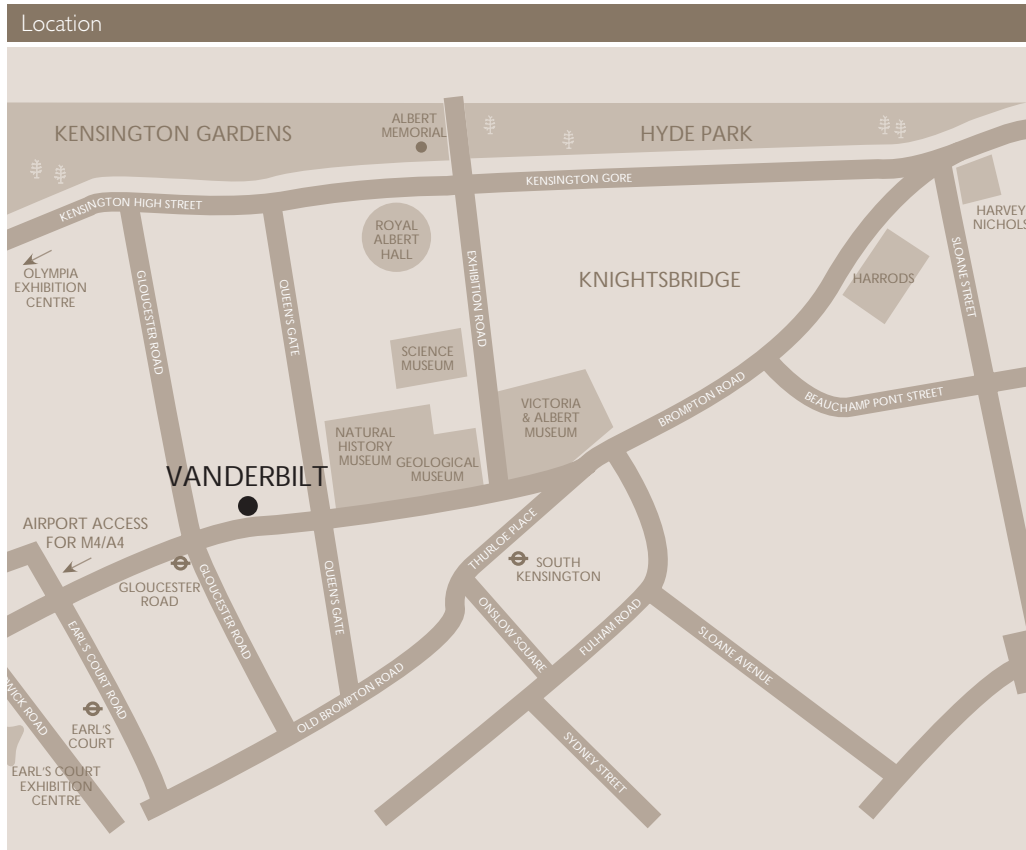 Location
KENSINGTON GARDENS
ALBERT
MEMORIAL
HYDE PARK
KENSINGTON GORE
KENSINGTON HIGH STREET
HARVEY
NICHOLS
ROYAL
ALBERT
HALL
OLYMPIA
EXHIBITION
CENTRE
GLOUCESTER ROAD
QUEEN'S GATE
EXHIBITION ROAD
KNIGHTSBRIDGE
HARRODS
SLOANE STREET
SCIENCE
MUSEUM
VICTORIA
& ALBERT
MUSEUM
BROMPTON ROAD
BEAUCHAMP PONT STREET
NATURAL
HISTORY
MUSEUM
GEOLOGICAL
MUSEUM
VANDERBILT
AIRPORT ACCESS
FOR M4/A4
THURLOE PLACE
SOUTH
KENSINGTON
GLOUCESTER
ROAD
GLOUCESTER ROAD
QUEEN'S GATE
ONSLOW SQUARE
FULHAM ROAD
SLOANE AVENUE
EARL'S COURT ROAD
OLD BROMPTON ROAD
WICK ROAD
EARL'S
COURT
SYDNEY STREET
EARL'S COURT
EXHIBITION
CENTRE